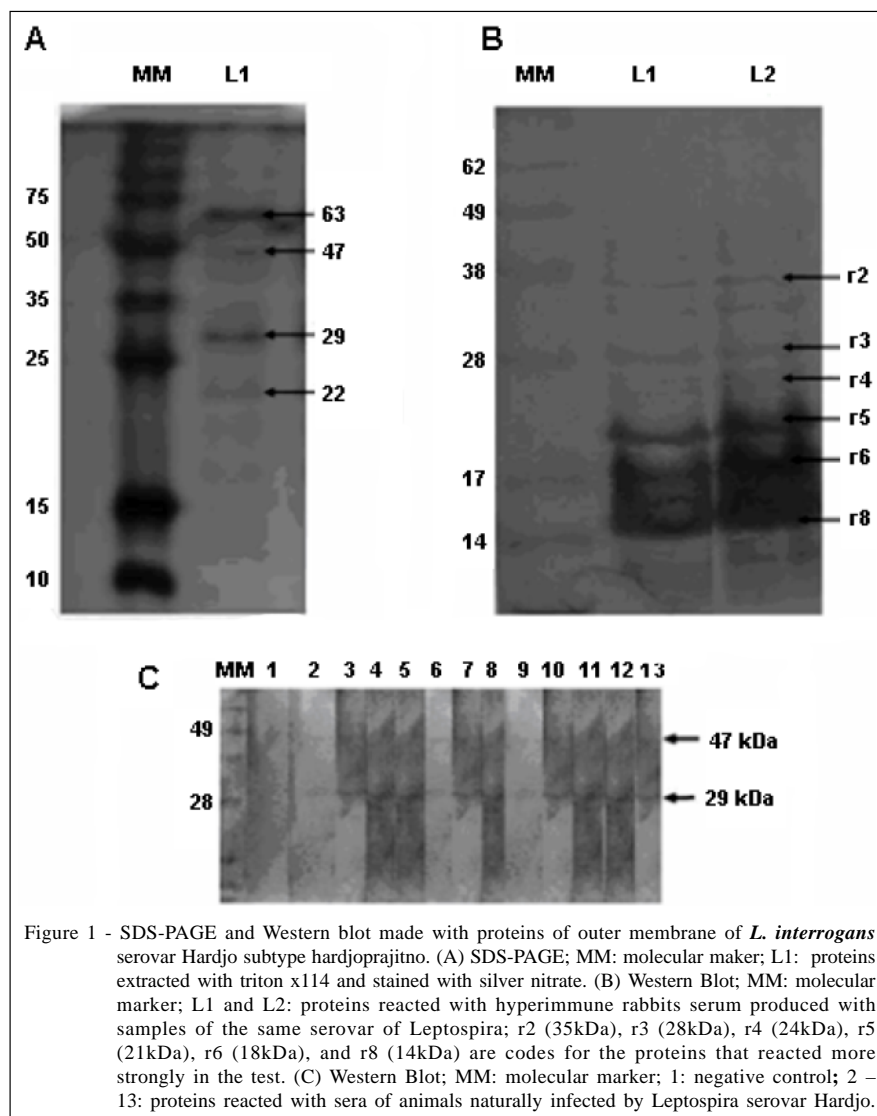 A
B
MM L1
MM L1 L2
75
50
35
25
15
10
63
47
29
22
62
49
38
28
17
14
r2
r3
r4
r5
r6
r8
C
MM 1 2 3 4 5 6 7 8 9 10 11 12 13
49
28
47 kDa
29 kDa
Figure 1 - SDS-PAGE and Western blot made with proteins of outer membrane of L. interrogans
serovar Hardjo subtype hardjoprajitno. (A) SDS-PAGE; MM: molecular maker; L1: proteins
extracted with triton x114 and stained with silver nitrate. (B) Western Blot; MM: molecular
marker; L1 and L2: proteins reacted with hyperimmune rabbits serum produced with
samples of the same serovar of Leptospira; r2 (35kDa), r3 (28kDa), r4 (24kDa), r5
(21kDa), r6 (18kDa), and r8 (14kDa) are codes for the proteins that reacted more
strongly in the test. (C) Western Blot; MM: molecular marker; 1: negative control; 2 –
13: proteins reacted with sera of animals naturally infected by Leptospira serovar Hardjo.